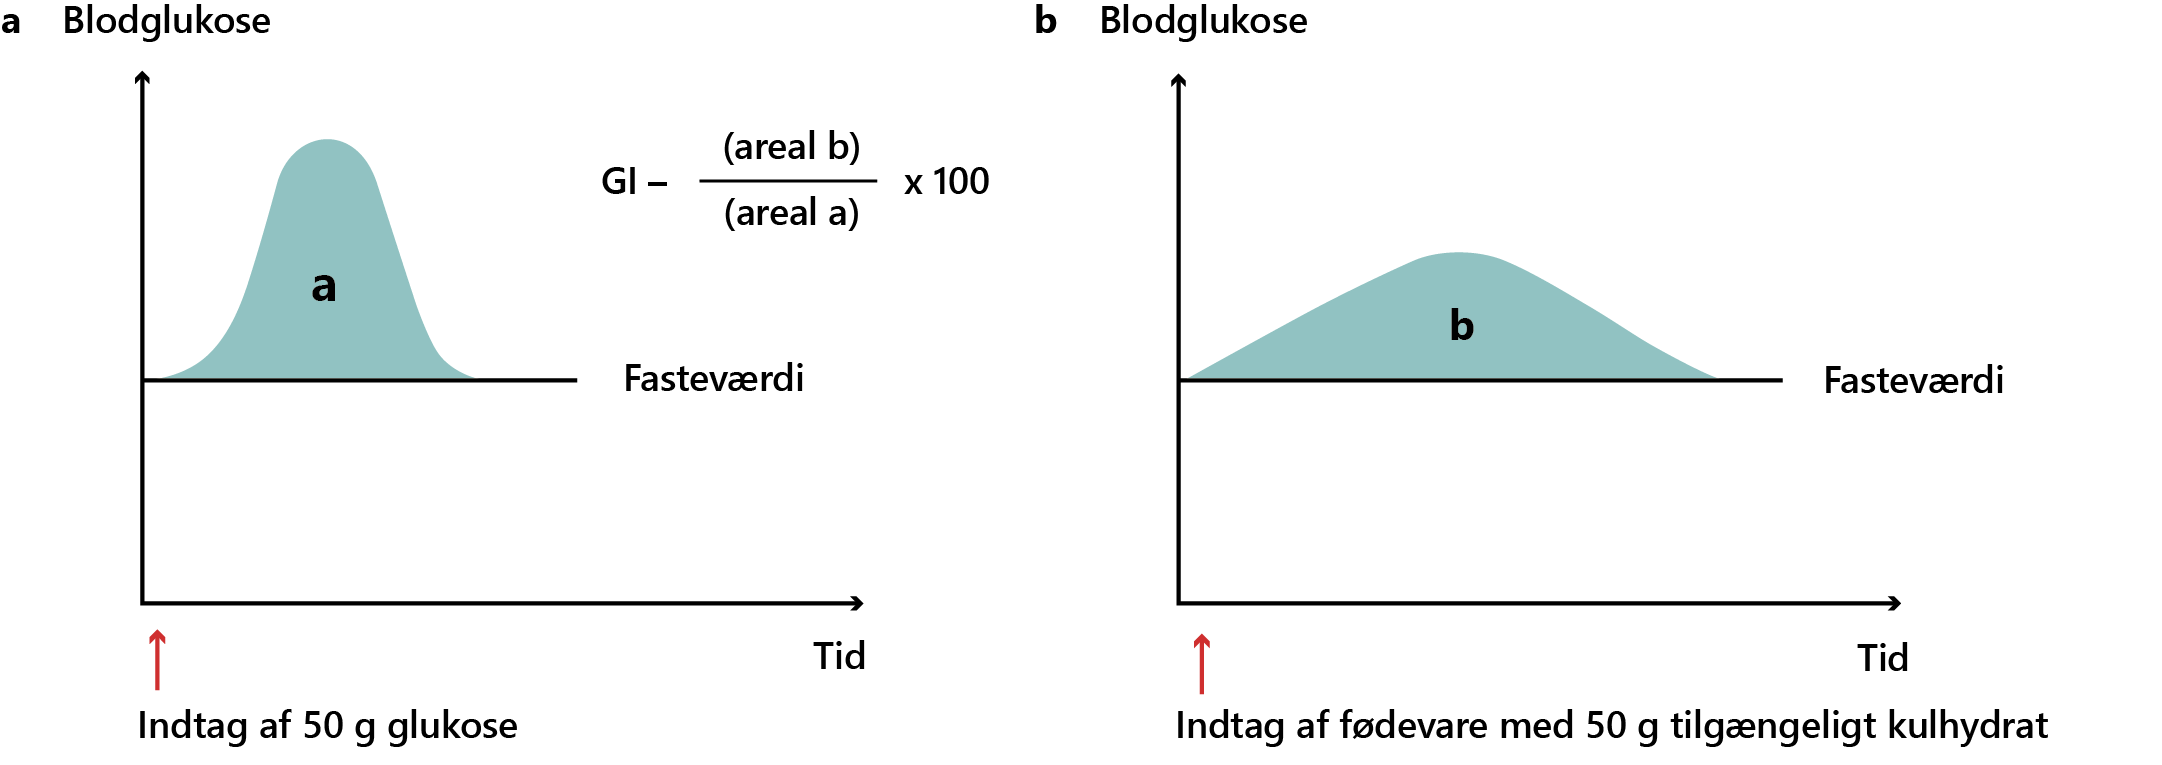 a Blodglukose
GI – (areal b) x 100
(areal a)
a
Fasteværdi
Tid
Indtag af 50 g glukose
b Blodglukose
b
Fasteværdi
Tid
Indtag af fødevare med 50 g tilgængeligt kulhydrat